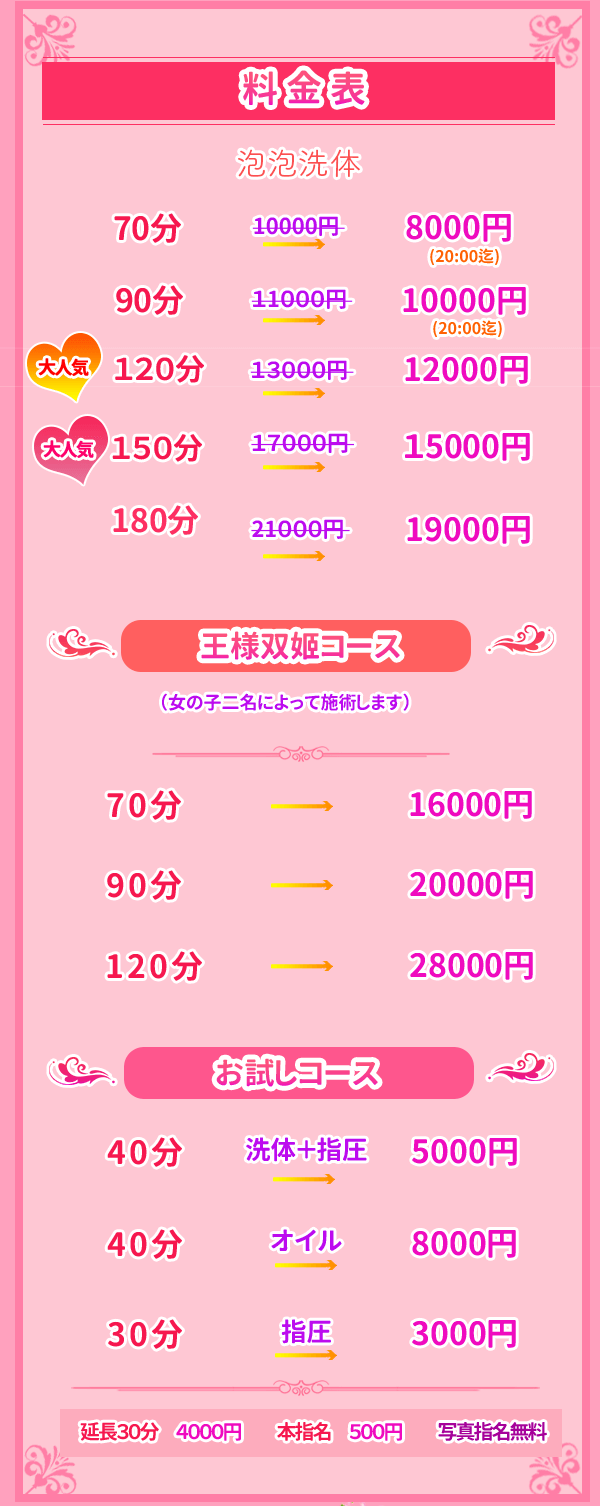 料金表
泡泡洗体
70分 10000円 8000円
(20:00迄)
90分 11000円 10000円
(20:00迄)
大人気 120分 13000円 12000円
大人気 150分 17000円 15000円
180分 21000円 19000円
王様双姫コース
（女の子二名によって施術します）
70分 16000円
90分 20000円
120分 28000円
お試しコース
40分 洗体＋指圧 5000円
40分 オイル 8000円
30分 指圧 3000円
延長30分 4000円 本指名 500円 写真指名無料